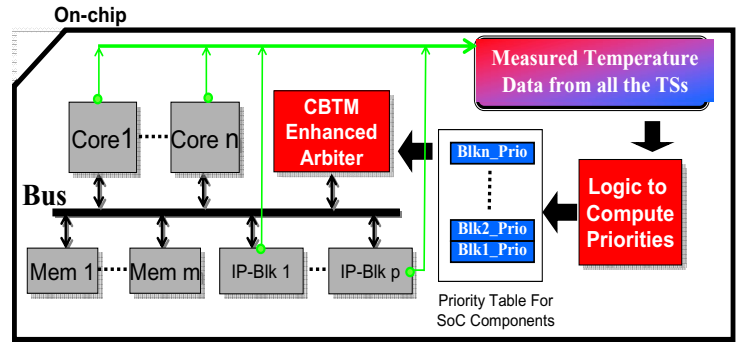 On-chip
Measured Temperature
Data from all the TSs
Core1
Core n
CBTM
Enhanced
Arbiter
Blkn_Prio
Blk2_Prio
Blk1_Prio
Logic to
Compute
Priorities
Bus
Mem 1
Mem m
IP-Blk 1
IP-Blk p
Priority Table For
SoC Components